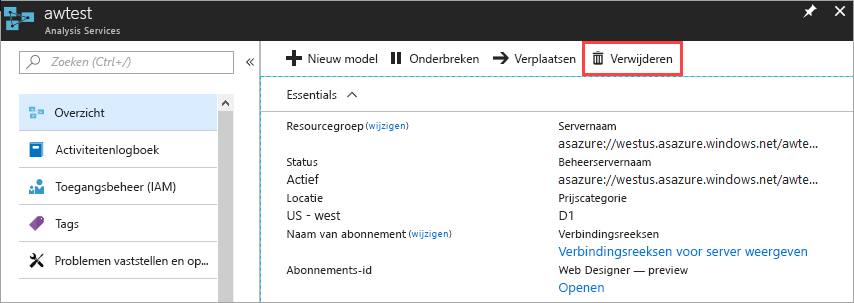 awtest
Analysis Services
Zoeken (Ctrl+/)
Overzicht
Activiteitenlogboek
Toegangsbeheer (IAM)
Tags
Problemen vaststellen en op...
Nieuw model
Onderbreken
Verplaatsen
Verwijderen
Essentials
Resourcegroep (wijzigen)
Status
Actief
Locatie
US - west
Naam van abonnement (wijzigen)
Abonnements-id
Servernaam
asazure://westus.asazure.windows.net/awte...
Beheerservernaam
asazure://westus.asazure.windows.net/awte...
Prijscategorie
D1
Verbindingsreeksen
Verbindingsreeksen voor server weergeven
Web Designer — preview
Openen